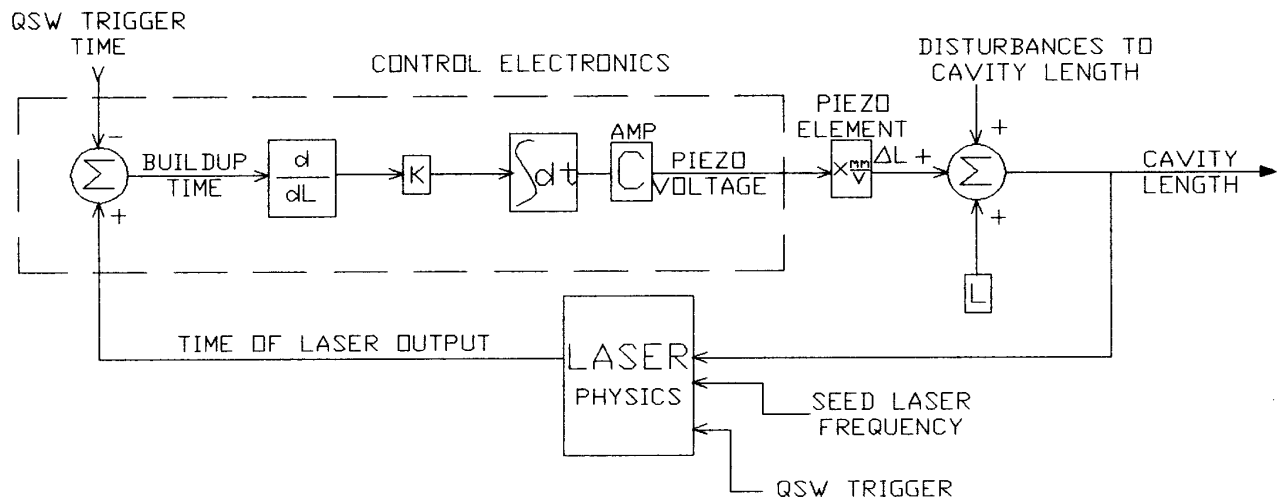 QSW TRIGGER
TIME
CONTROL ELECTRONICS
DISTURBANCES TO
CAVITY LENGTH
-
Σ
+
BUILDUP
TIME
d
dL
K
∫dt
AMP
C
PIEZO
VOLTAGE
PIEZO
ELEMENT
X mm/V
ΔL +
+
Σ
+
L
CAVITY
LENGTH
TIME OF LASER OUTPUT
LASER
PHYSICS
SEED LASER
FREQUENCY
QSW TRIGGER